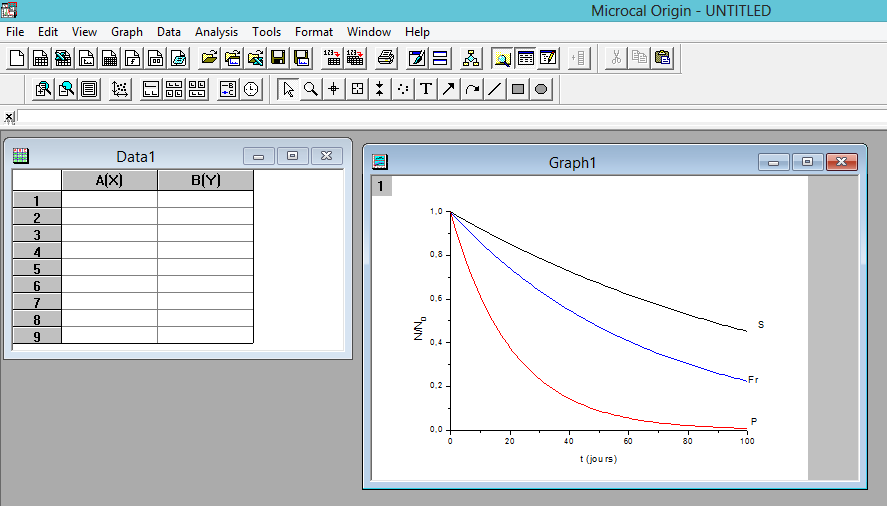 Microcal Origin - UNTITLED
File Edit View Graph Data Analysis Tools Format Window Help
Data1
A(X) B(Y)
1
2
3
4
5
6
7
8
9
Graph1
1
1,0
0,8
0,6
0,4
0,2
0,0
N/N0
S
Fr
P
0 20 40 60 80 100
t (jours)